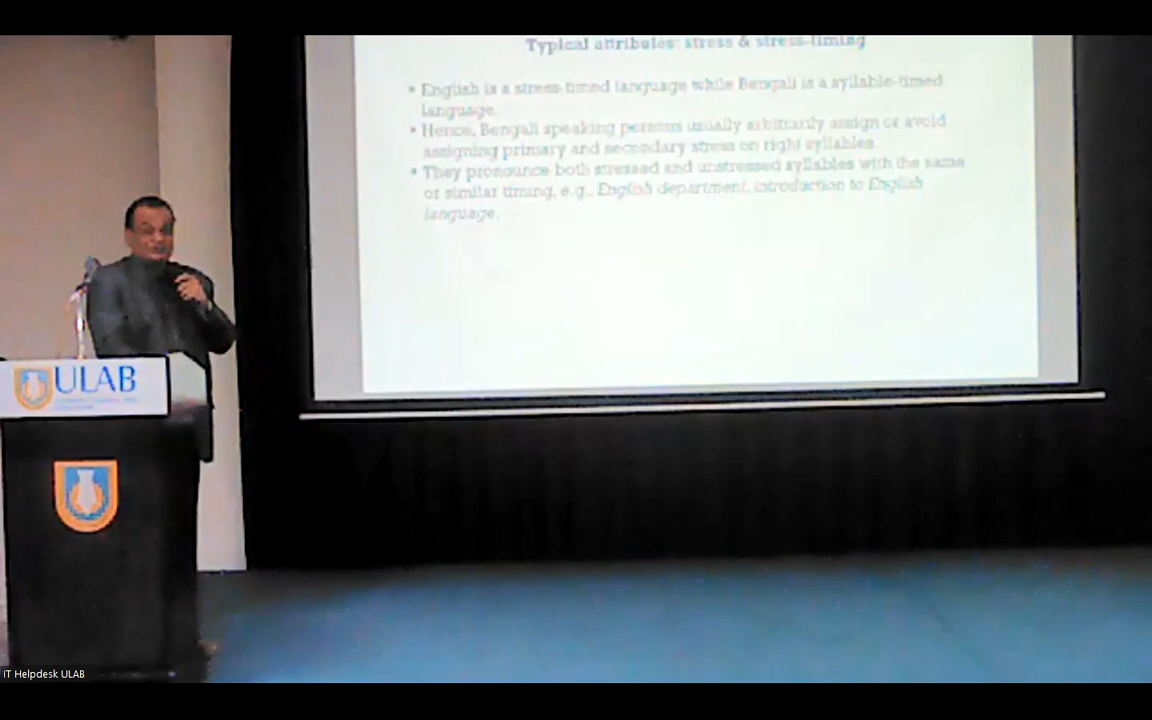 Typical attributes: stress & stress-timing
• English is a stress-timed language while Bengali is a syllable-timed
language.
• Hence, Bengali speaking persons usually arbitrarily assign or avoid
assigning primary and secondary stress on right syllables.
• They pronounce both stressed and unstressed syllables with the same
or similar timing, e.g., English department, introduction to English
language.
ULAB
IT Helpdesk ULAB